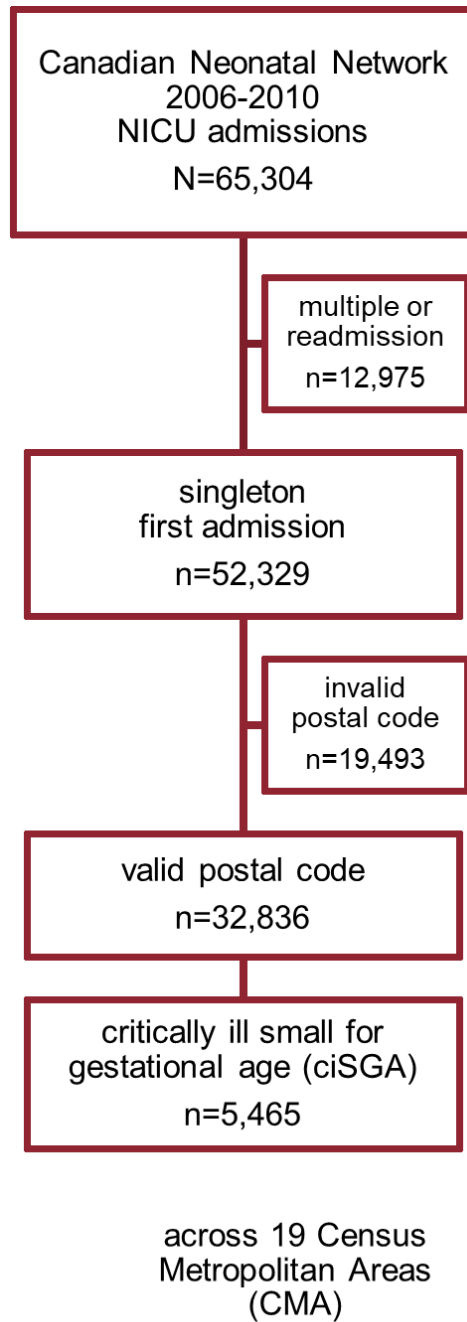 Canadian Neonatal Network
2006-2010
NICU admissions
N=65,304
multiple or
readmission
n=12,975
singleton
first admission
n=52,329
invalid
postal code
n=19,493
valid postal code
n=32,836
critically ill small for
gestational age (ciSGA)
n=5,465
across 19 Census
Metropolitan Areas
(CMA)